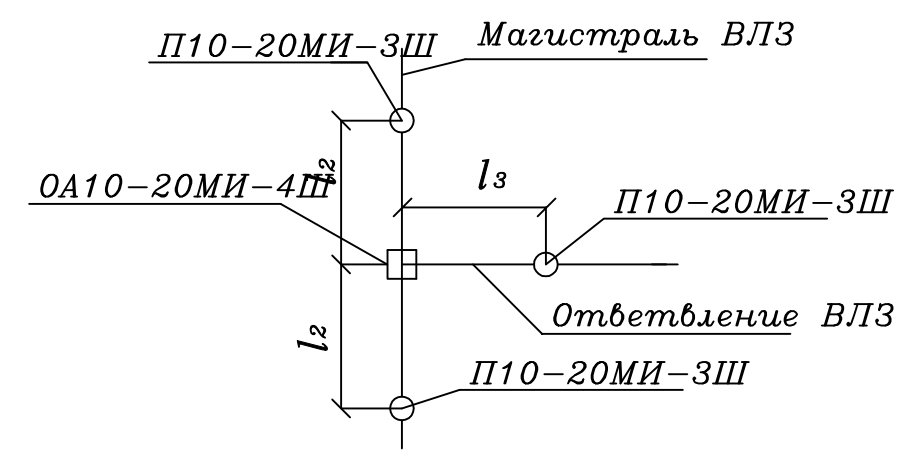 Магистраль ВЛЗ
П10-20МИ-3Ш
l2
ОА10-20МИ-4Ш
l3
П10-20МИ-3Ш
Ответвление ВЛЗ
l2
П10-20МИ-3Ш